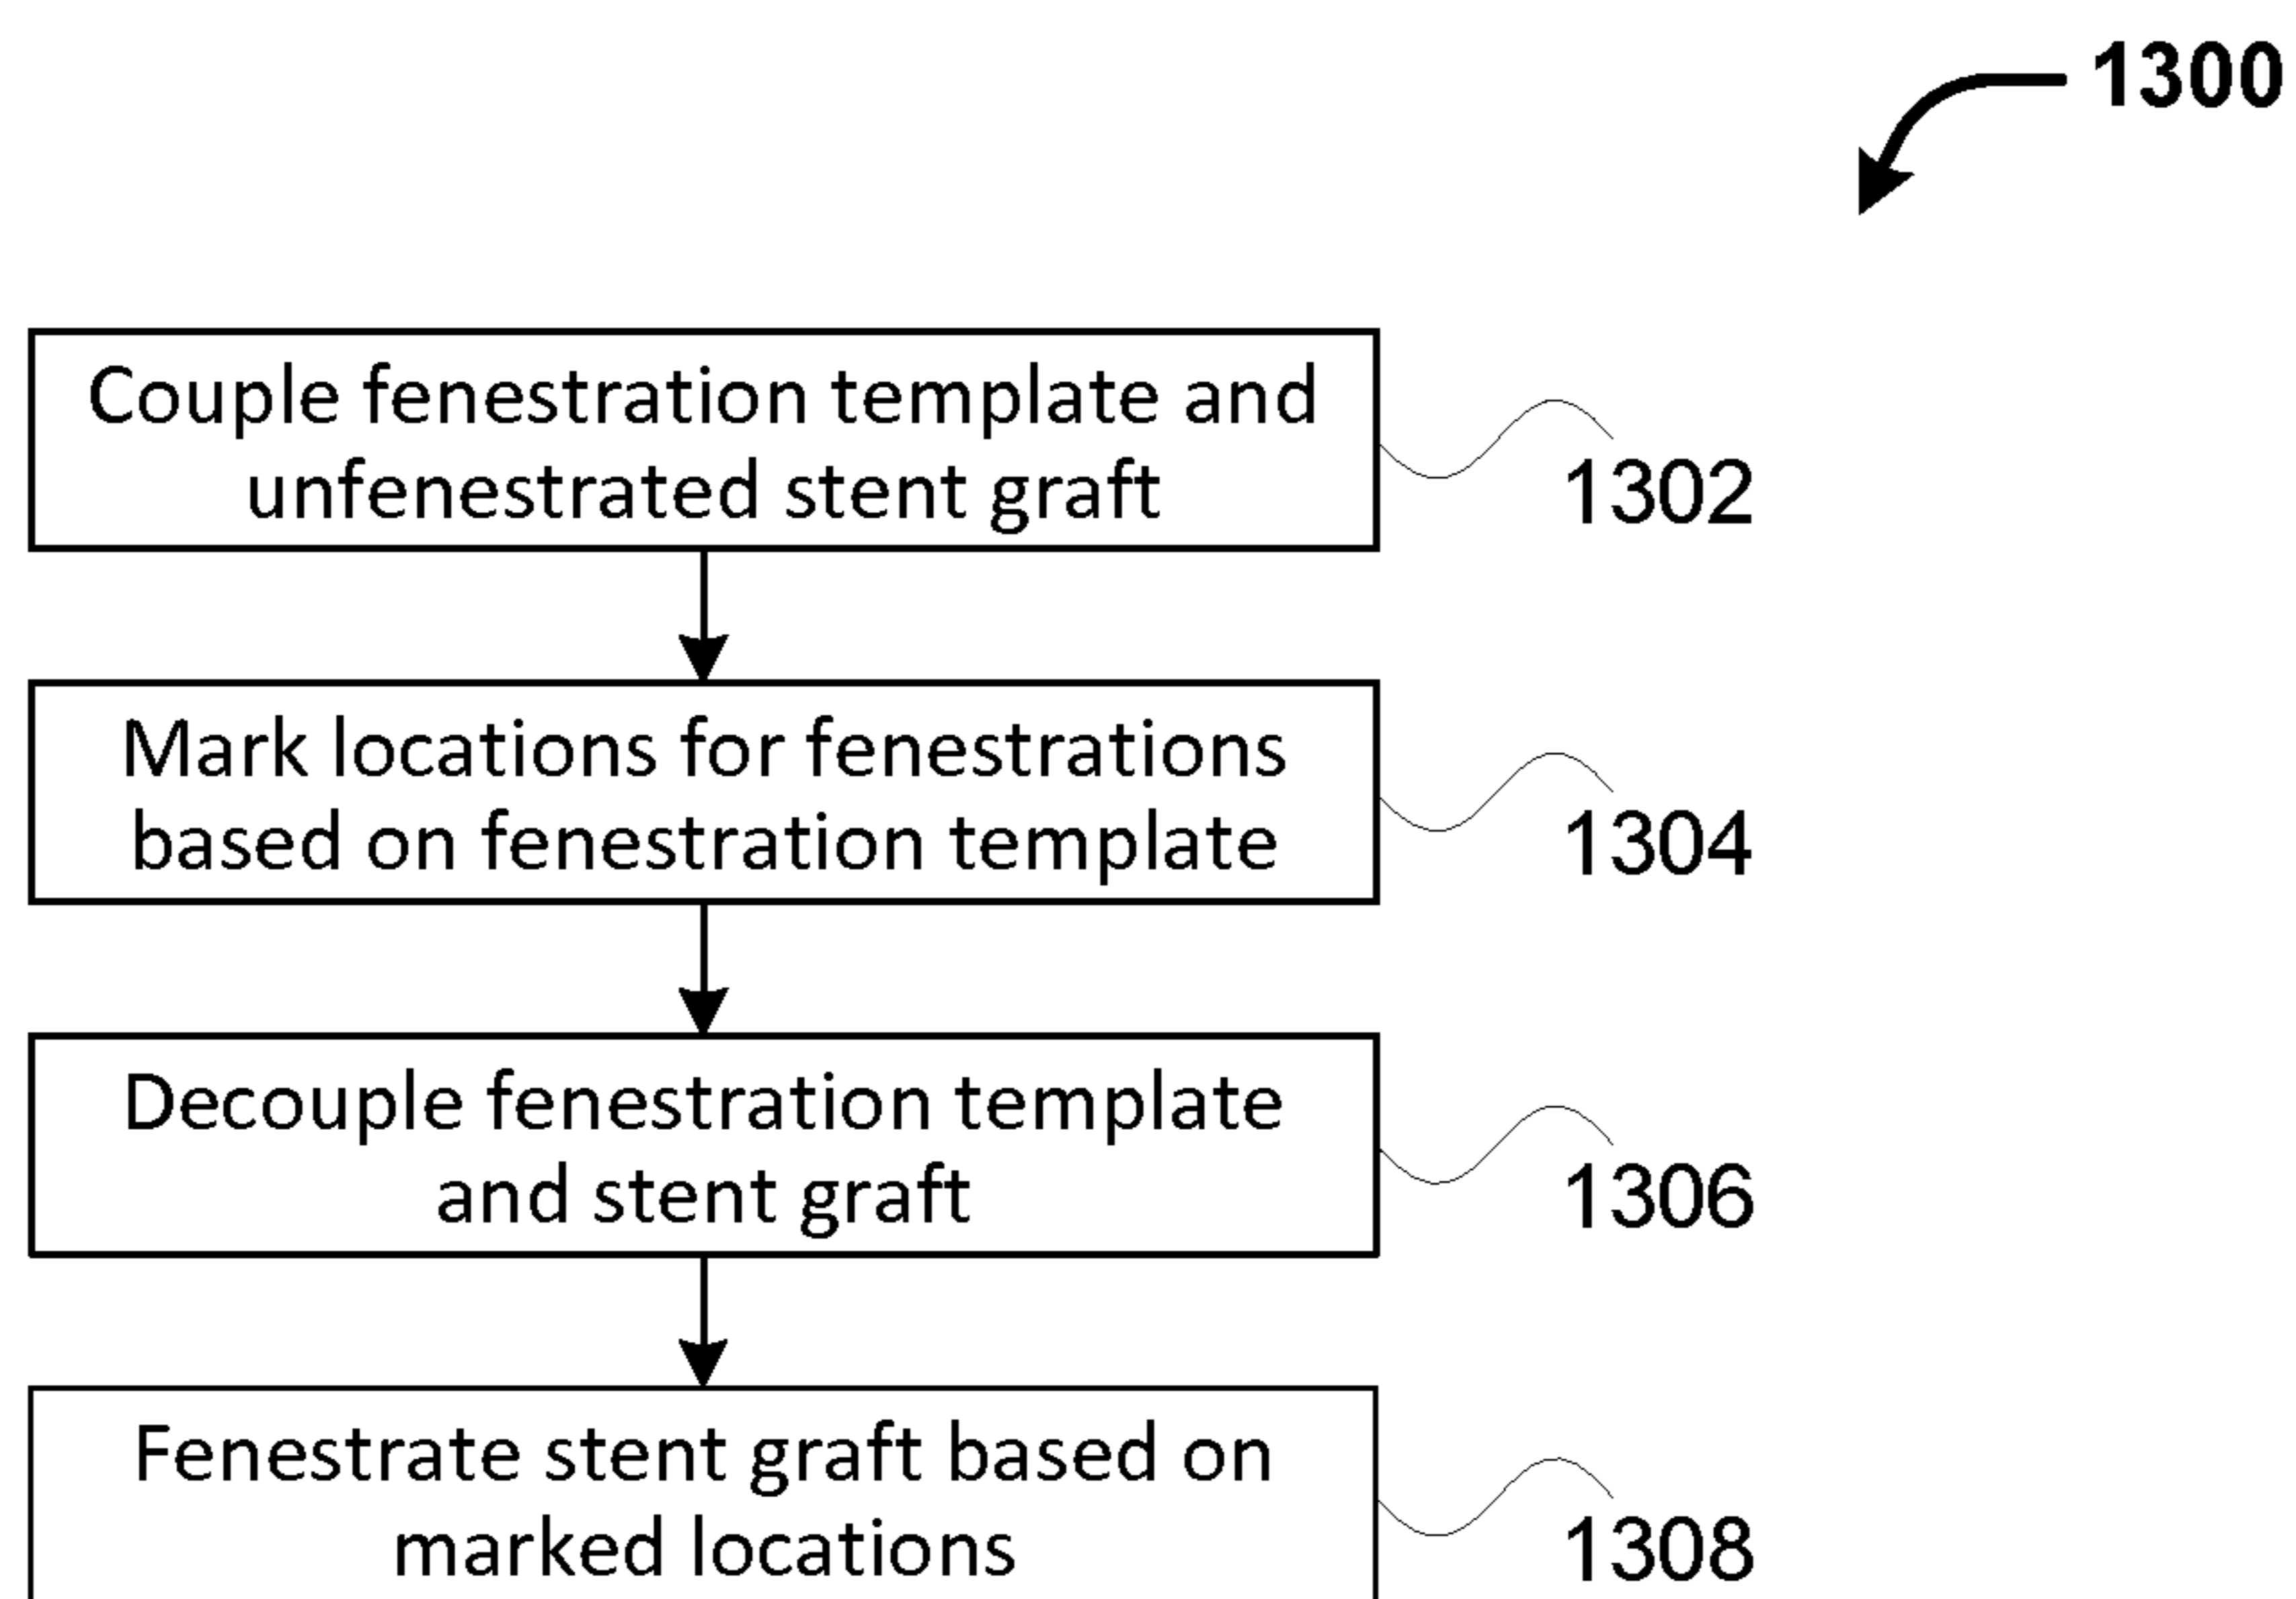 1300
Couple fenestration template and
unfenestrated stent graft
1302
Mark locations for fenestrations
based on fenestration template
1304
Decouple fenestration template
and stent graft
1306
Fenestrate stent graft based on
marked locations
1308